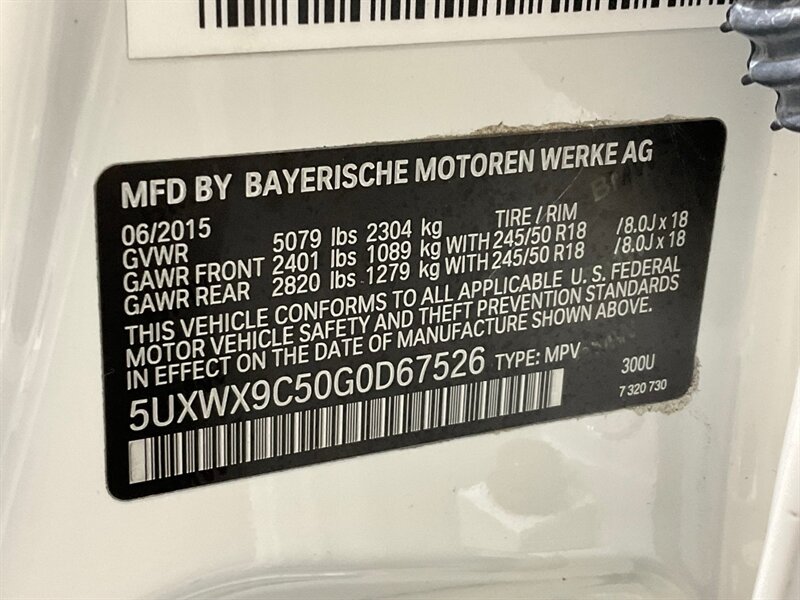 MFD BY BAYERISCHE MOTOREN WERKE AG
06/2015 TIRE / RIM
GVWR 5079 lbs 2304 kg
GAWR FRONT 2401 lbs 1089 kg WITH 245/50 R18 /8.0J x 18
GAWR REAR 2820 lbs 1279 kg WITH 245/50 R18 /8.0J x 18
THIS VEHICLE CONFORMS TO ALL APPLICABLE U.S. FEDERAL
MOTOR VEHICLE SAFETY AND THEFT PREVENTION STANDARDS
IN EFFECT ON THE DATE OF MANUFACTURE SHOWN ABOVE.
5UXWX9C50G0D67526 TYPE: MPV 300U
7 320 730